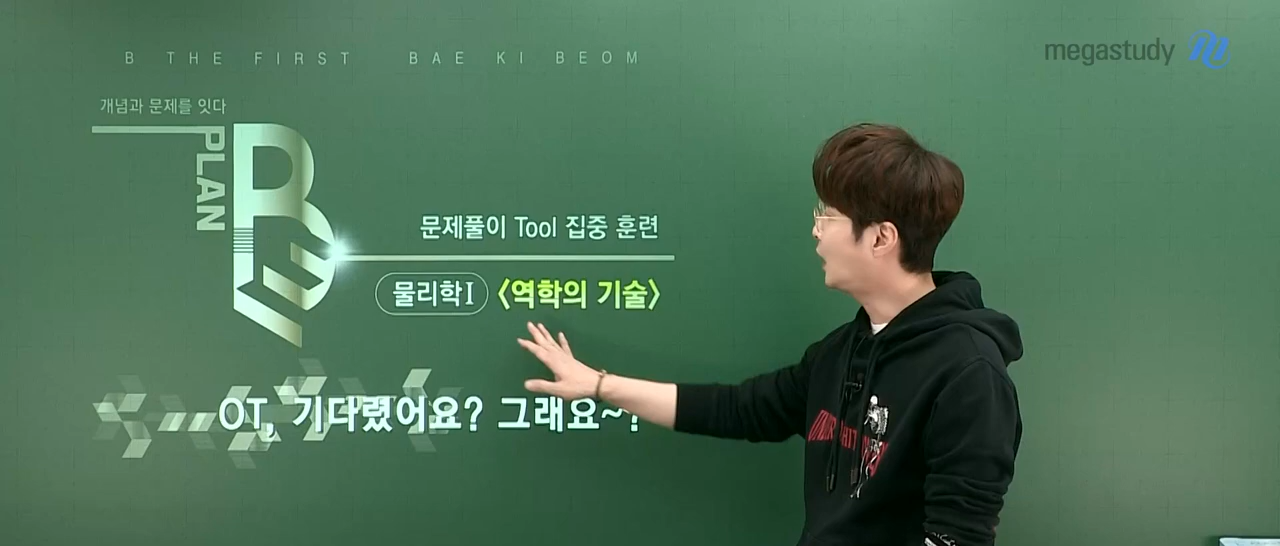 B THE FIRST BAE KI BEOM
megastudy M
개념과 문제를 잇다
PLAN
B
문제풀이 Tool 집중 훈련
물리학Ⅰ <역학의 기술>
OT, 기다렸어요? 그래요~?